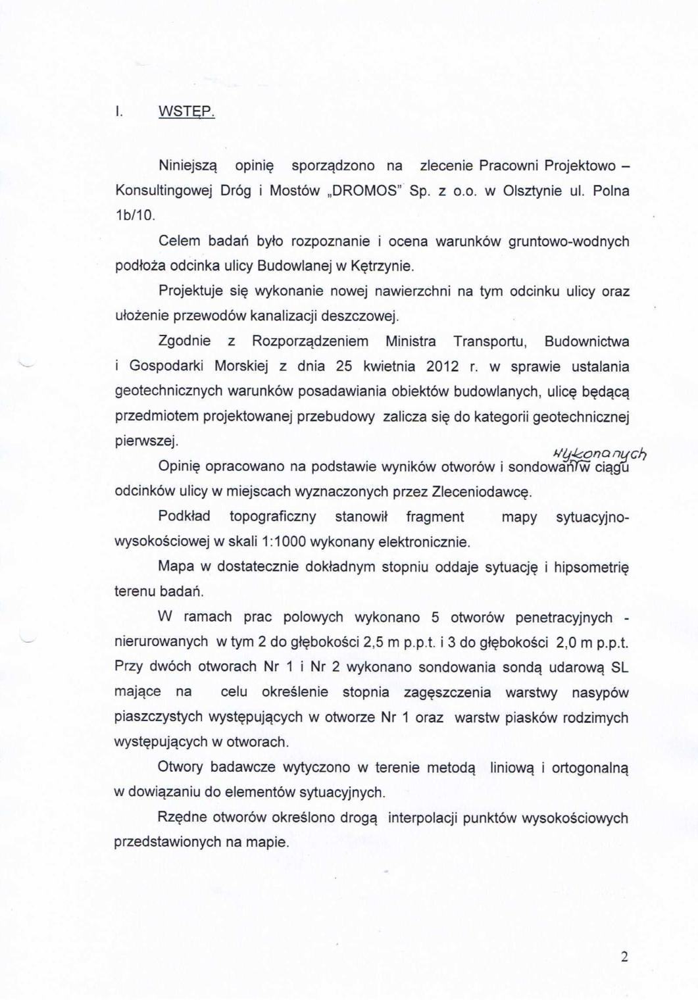 I. WSTĘP.
Niniejszą opinię sporządzono na zlecenie Pracowni Projektowo –
Konsultingowej Dróg i Mostów „DROMOS” Sp. z o.o. w Olsztynie ul. Polna
1b/10.
Celem badań było rozpoznanie i ocena warunków gruntowo-wodnych
podłoża odcinka ulicy Budowlanej w Kętrzynie.
Projektuje się wykonanie nowej nawierzchni na tym odcinku ulicy oraz
ułożenie przewodów kanalizacji deszczowej.
Zgodnie z Rozporządzeniem Ministra Transportu, Budownictwa
i Gospodarki Morskiej z dnia 25 kwietnia 2012 r. w sprawie ustalania
geotechnicznych warunków posadawiania obiektów budowlanych, ulicę będącą
przedmiotem projektowanej przebudowy zalicza się do kategorii geotechnicznej
pierwszej.
wykonanych
Opinię opracowano na podstawie wyników otworów i sondowań w ciągu
odcinków ulicy w miejscach wyznaczonych przez Zleceniodawcę.
Podkład topograficzny stanowił fragment mapy sytuacyjno-
wysokościowej w skali 1:1000 wykonany elektronicznie.
Mapa w dostatecznie dokładnym stopniu oddaje sytuację i hipsometrię
terenu badań.
W ramach prac polowych wykonano 5 otworów penetracyjnych -
nierurowanych w tym 2 do głębokości 2,5 m p.p.t. i 3 do głębokości 2,0 m p.p.t.
Przy dwóch otworach Nr 1 i Nr 2 wykonano sondowania sondą udarową SL
mające na celu określenie stopnia zagęszczenia warstwy nasypów
piaszczystych występujących w otworze Nr 1 oraz warstw piasków rodzimych
występujących w otworach.
Otwory badawcze wytyczono w terenie metodą liniową i ortogonalną
w dowiązaniu do elementów sytuacyjnych.
Rzędne otworów określono drogą interpolacji punktów wysokościowych
przedstawionych na mapie.
2